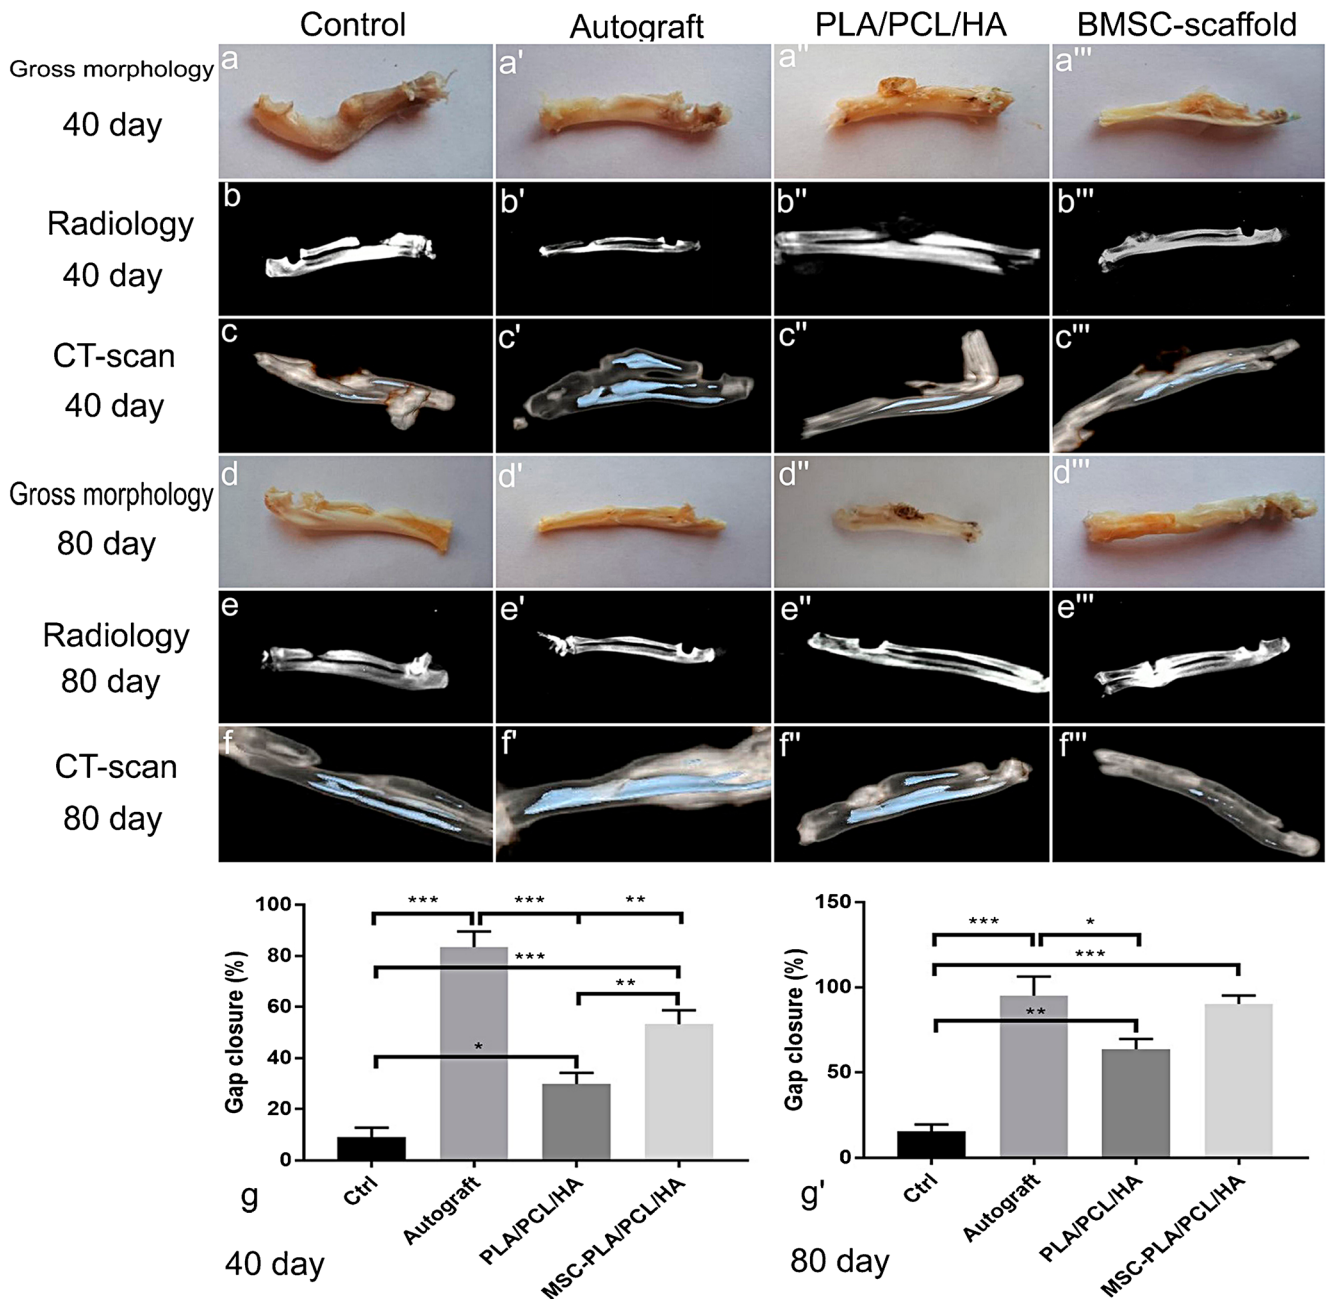 Control Autograft PLA/PCL/HA BMSC-scaffold
Gross morphology
40 day
a a' a'' a'''
Radiology
40 day
b b' b'' b'''
CT-scan
40 day
c c' c'' c'''
Gross morphology
80 day
d d' d'' d'''
Radiology
80 day
e e' e'' e'''
CT-scan
80 day
f f' f'' f'''
Gap closure (%)
100
80
60
40
20
0
*** *** **
***
**
*
Ctrl
Autograft
PLA/PCL/HA
MSC-PLA/PCL/HA
g
40 day
Gap closure (%)
150
100
50
0
*** *
***
**
Ctrl
Autograft
PLA/PCL/HA
MSC-PLA/PCL/HA
g'
80 day